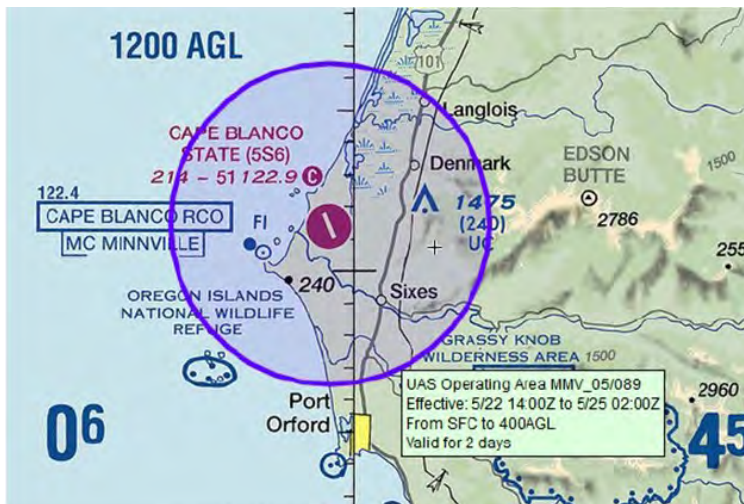 1200 AGL
101
Langlois
CAPE BLANCO
STATE (5S6)
214 - 51 122.9 C
Denmark
EDSON
BUTTE
1500
122.4
CAPE BLANCO RCO
MC MINNVILLE
FI
1475
(240)
UC
2786
255
240
Sixes
OREGON ISLANDS
NATIONAL WILDLIFE
REFUGE
GRASSY KNOB
WILDERNESS AREA
1500
UAS Operating Area MMV_05/089
Effective: 5/22 14:00Z to 5/25 02:00Z
From SFC to 400AGL
Valid for 2 days
2960
Port
Orford
06
45